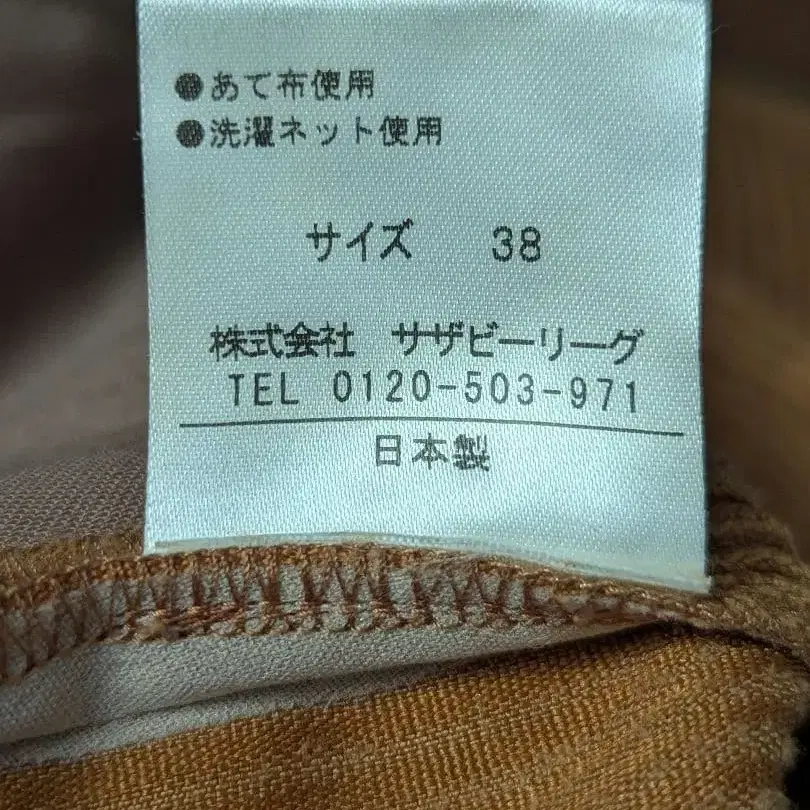 ●あて布使用
●洗濯ネット使用
サイズ 38
株式会社 サザビーリーグ
TEL 0120-503-971
日本製